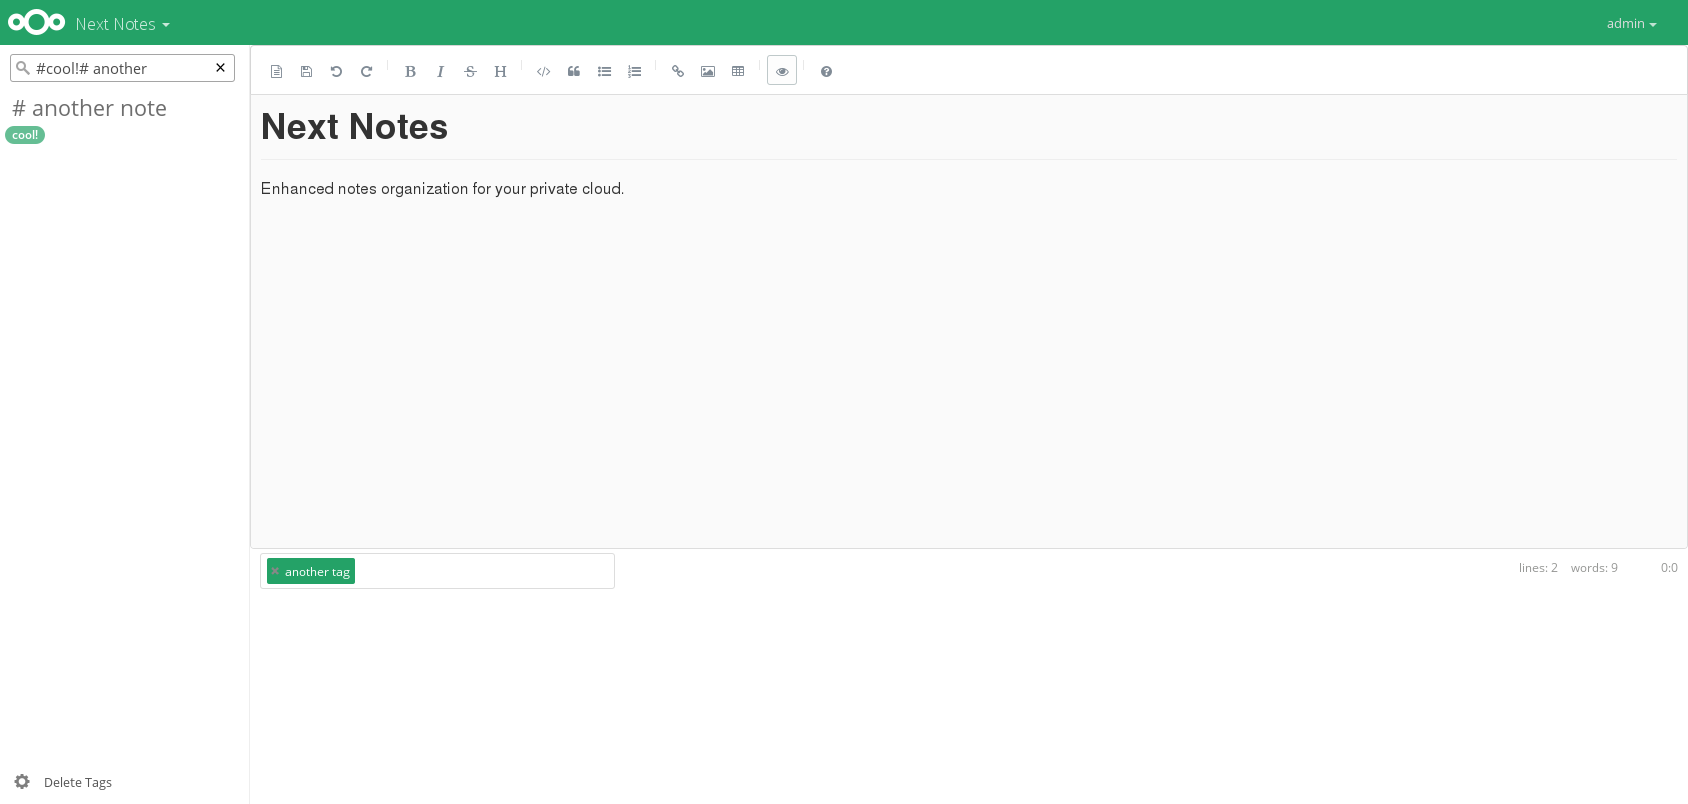 Next Notes
admin
#cool!# another
# another note
cool!
Next Notes
Enhanced notes organization for your private cloud.
another tag
lines: 2 words: 9 0:0
Delete Tags